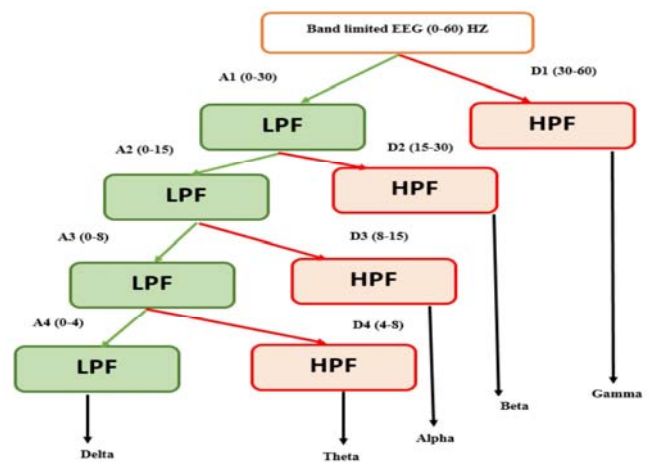 Band limited EEG (0-60) HZ
A1 (0-30)
D1 (30-60)
LPF
HPF
A2 (0-15)
D2 (15-30)
LPF
HPF
A3 (0-8)
D3 (8-15)
LPF
HPF
A4 (0-4)
D4 (4-8)
LPF
HPF
Delta
Theta
Alpha
Beta
Gamma